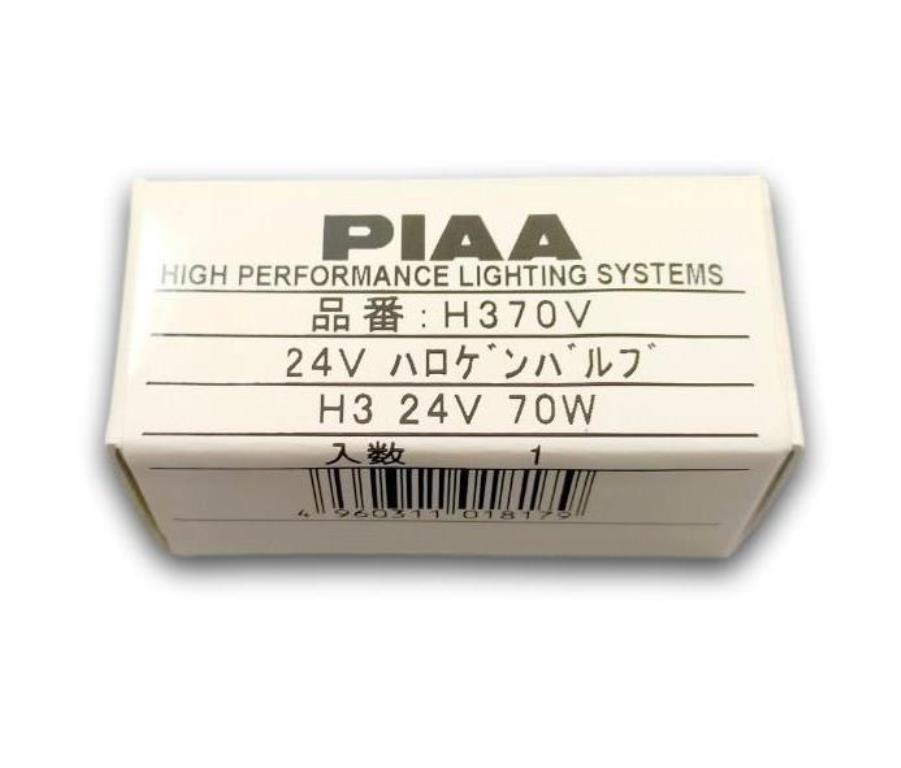 PIAA
HIGH PERFORMANCE LIGHTING SYSTEMS
品番:H370V
24V ﾊﾛｹﾞﾝﾊﾞﾙﾌﾞ
H3 24V 70W
入数 1
4 960311 018179